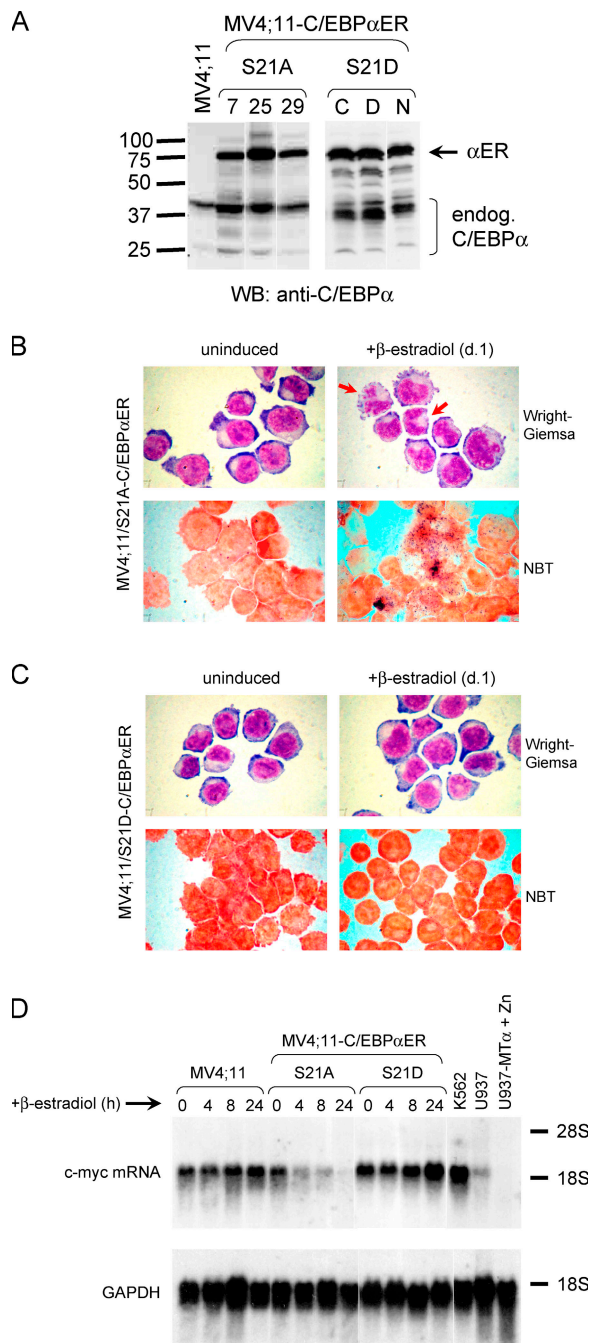 A
MV4;11-C/EBPαER
MV4;11
S21A S21D
7 25 29 C D N
100
75
50
37
25
αER
endog.
C/EBPα
WB: anti-C/EBPα
B
uninduced +β-estradiol (d.1)
MV4;11/S21A-C/EBPαER
Wright-
Giemsa
NBT
C
uninduced +β-estradiol (d.1)
MV4;11/S21D-C/EBPαER
Wright-
Giemsa
NBT
D
MV4;11-C/EBPαER
MV4;11 S21A S21D
K562
U937
U937-MTα + Zn
+β-estradiol (h) 0 4 8 24 0 4 8 24 0 4 8 24
28S
c-myc mRNA
18S
GAPDH
18S